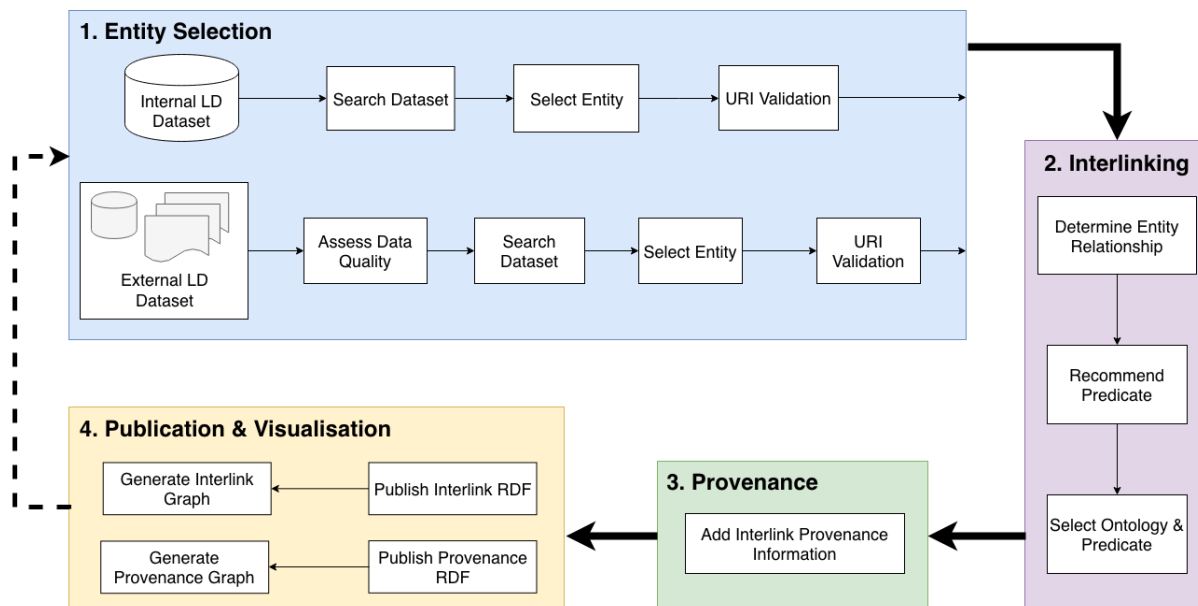 1. Entity Selection
Internal LD
Dataset
Search Dataset
Select Entity
URI Validation
External LD
Dataset
Assess Data
Quality
Search
Dataset
Select Entity
URI
Validation
2. Interlinking
Determine Entity
Relationship
Recommend
Predicate
Select Ontology &
Predicate
3. Provenance
Add Interlink Provenance
Information
4. Publication & Visualisation
Generate Interlink
Graph
Publish Interlink RDF
Generate
Provenance Graph
Publish Provenance
RDF